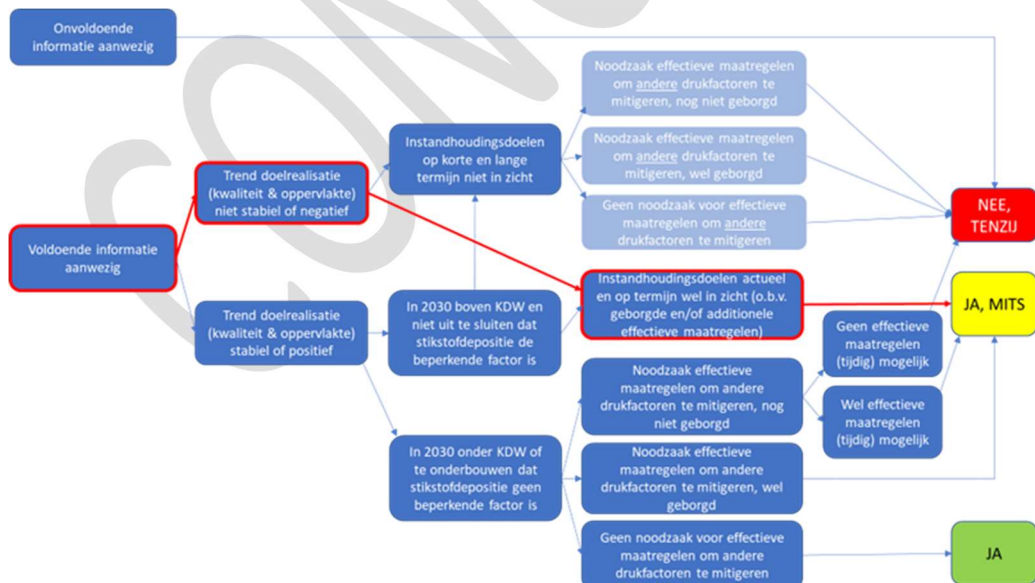 Onvoldoende
informatie aanwezig
Noodzaak effectieve maatregelen
om andere drukfactoren te
mitigeren, nog niet geborgd
Instandhoudingsdoelen
op korte en lange
termijn niet in zicht
Noodzaak effectieve maatregelen
om andere drukfactoren te
mitigeren, wel geborgd
Trend doelrealisatie
(kwaliteit & oppervlakte)
niet stabiel of negatief
Geen noodzaak voor effectieve
maatregelen om andere
drukfactoren te mitigeren
NEE,
TENZIJ
Voldoende informatie
aanwezig
Instandhoudingsdoelen actueel
en op termijn wel in zicht (o.b.v.
geborgde en/of additionele
effectieve maatregelen)
JA, MITS
Trend doelrealisatie
(kwaliteit & oppervlakte)
stabiel of positief
In 2030 boven KDW en
niet uit te sluiten dat
stikstofdepositie de
beperkende factor is
Geen effectieve
maatregelen
(tijdig) mogelijk
Noodzaak effectieve
maatregelen om andere
drukfactoren te mitigeren, nog
niet geborgd
Wel effectieve
maatregelen
(tijdig) mogelijk
In 2030 onder KDW of
te onderbouwen dat
stikstofdepositie geen
beperkende factor is
Noodzaak effectieve
maatregelen om andere
drukfactoren te mitigeren, wel
geborgd
Geen noodzaak voor effectieve
maatregelen om andere
drukfactoren te mitigeren
JA